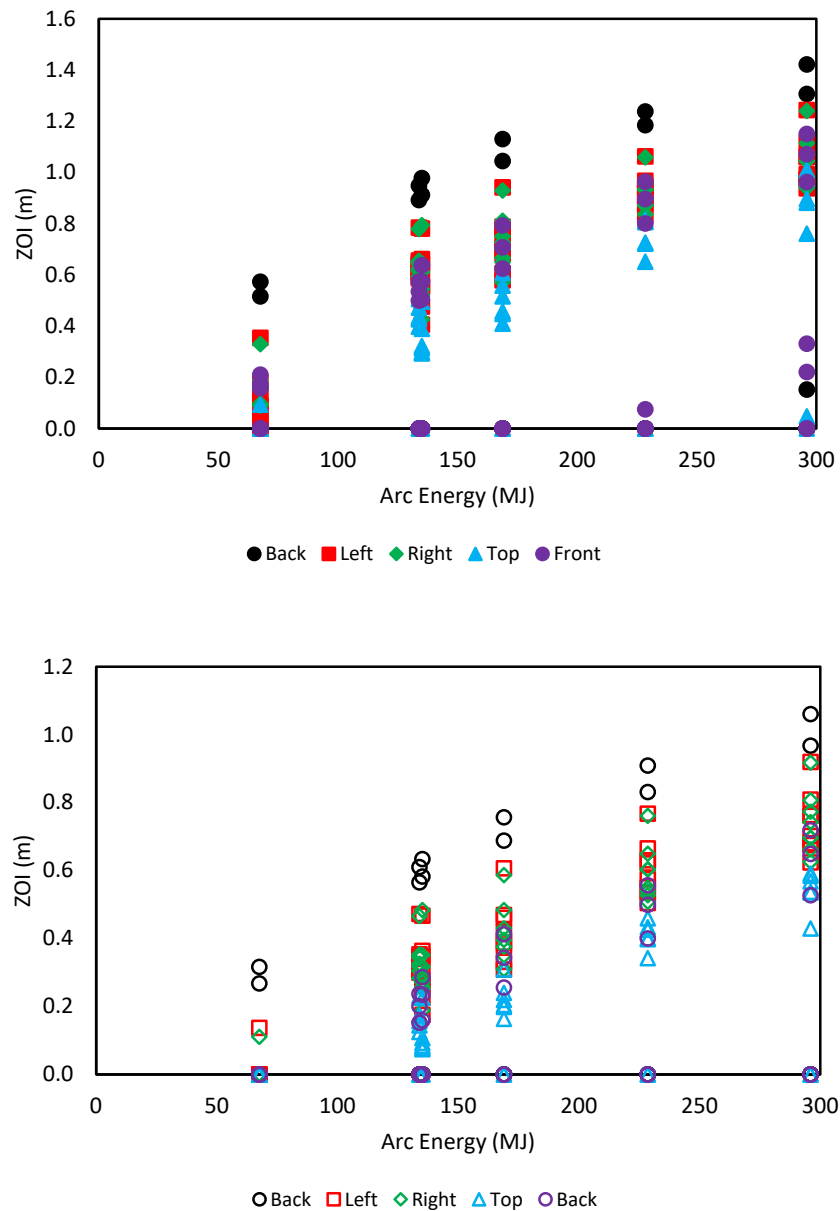 1.6
1.4
1.2
1.0
0.8
0.6
0.4
0.2
0.0
ZOI (m)
0 50 100 150 200 250 300
Arc Energy (MJ)
Back Left Right Top Front
1.2
1.0
0.8
0.6
0.4
0.2
0.0
ZOI (m)
0 50 100 150 200 250 300
Arc Energy (MJ)
Back Left Right Top Back